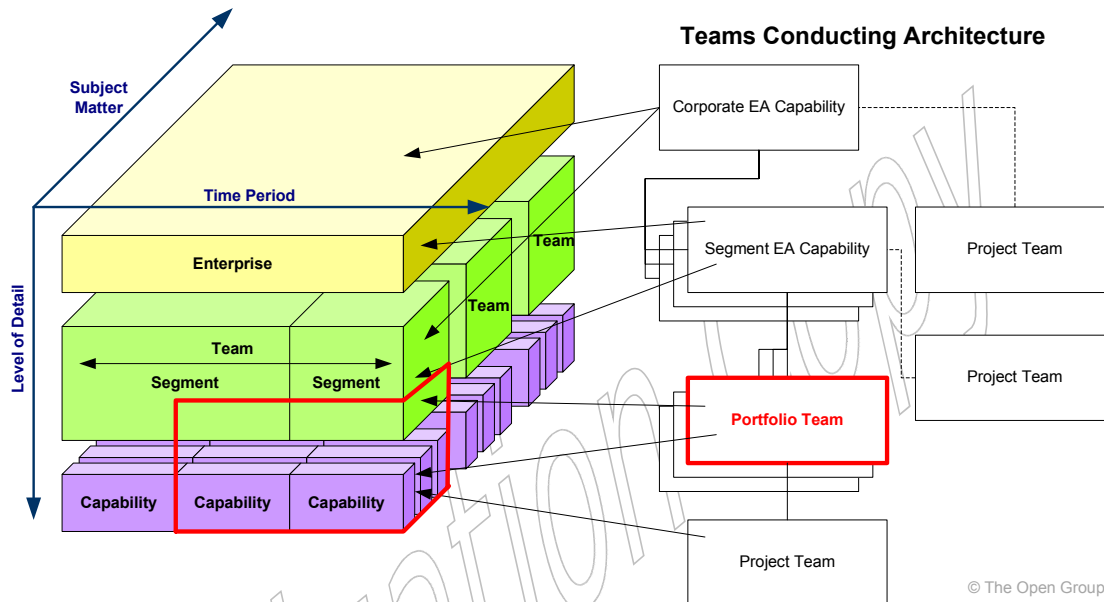 Teams Conducting Architecture
Subject
Matter
Corporate EA Capability
Time Period
Team
Segment EA Capability
Project Team
Enterprise
Team
Level of Detail
Team
Segment
Segment
Project Team
Portfolio Team
Capability
Capability
Capability
Project Team
© The Open Group